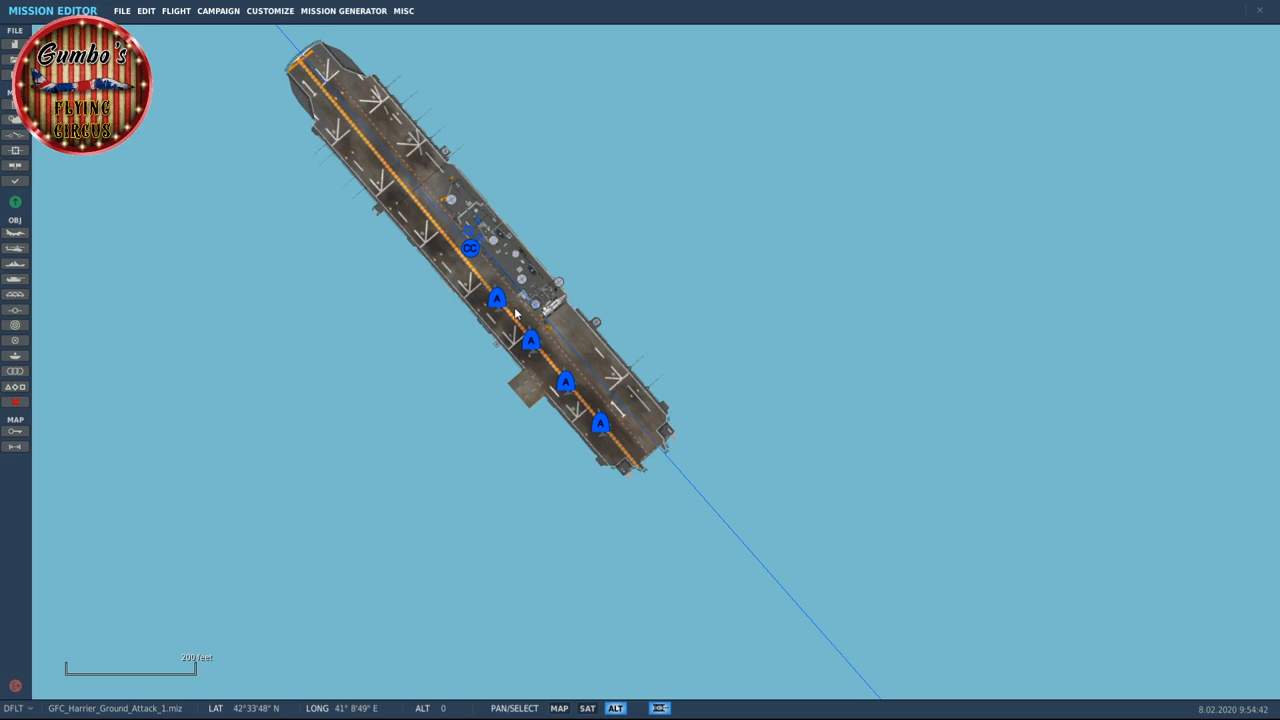 MISSION EDITOR FILE EDIT FLIGHT CAMPAIGN CUSTOMIZE MISSION GENERATOR MISC
FILE
Gumbo's
FLYING
CIRCUS
OBJ
CC
A
A
A
A
MAP
200 feet
DFLT GFC_Harrier_Ground_Attack_1.miz LAT 42°33'48" N LONG 41° 8'49" E ALT 0 PAN/SELECT MAP SAT ALT 8.02.2020 9:54:42